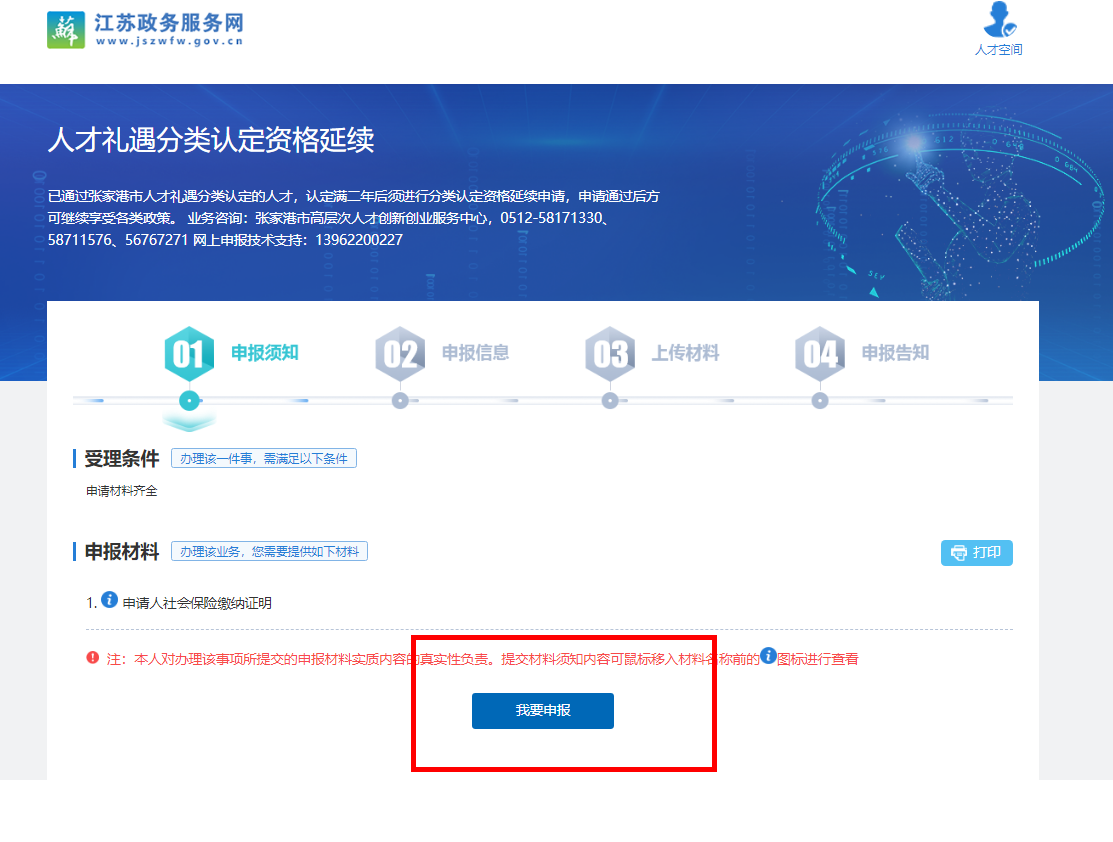 江苏政务服务网
www.jszwfw.gov.cn
人才空间
人才礼遇分类认定资格延续
已通过张家港市人才礼遇分类认定的人才，认定满二年后须进行分类认定资格延续申请，申请通过后方
可继续享受各类政策。 业务咨询：张家港市高层次人才创新创业服务中心，0512-58171330、
58711576、56767271 网上申报技术支持：13962200227
01 申报须知 02 申报信息 03 上传材料 04 申报告知
受理条件 办理该一件事，需满足以下条件
申请材料齐全
申报材料 办理该业务，您需要提供如下材料 打印
1. 申请人社会保险缴纳证明
注：本人对办理该事项所提交的申报材料实质内容的真实性负责。提交材料须知内容可鼠标移入材料名称前的图标进行查看
我要申报